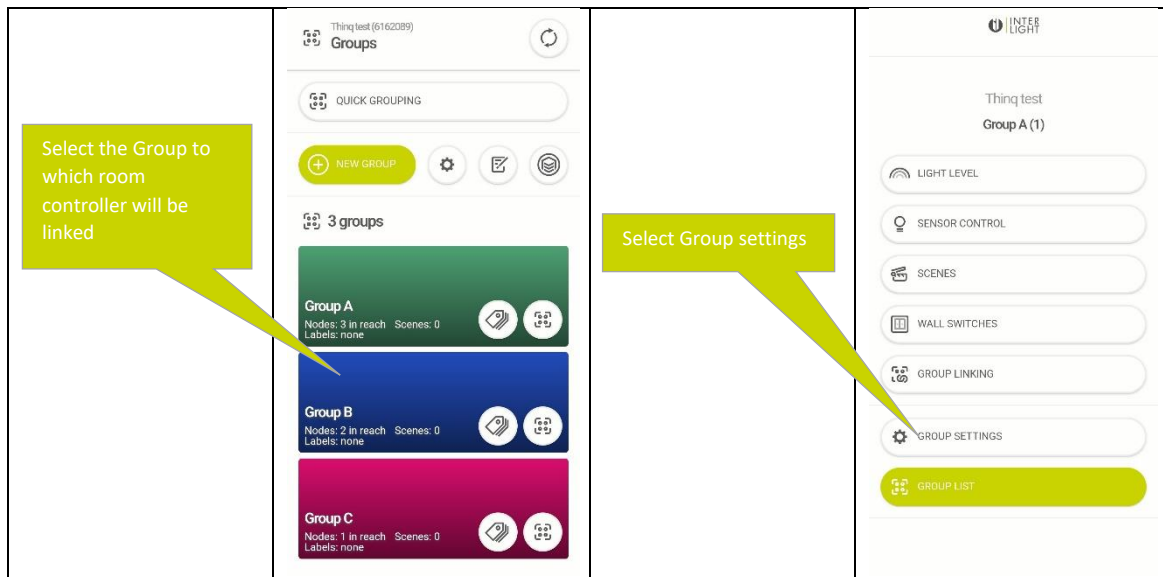 Select the Group to
which room
controller will be
linked
Thinq test (6162089)
Groups
QUICK GROUPING
NEW GROUP
3 groups
Group A
Nodes: 3 in reach Scenes: 0
Labels: none
Group B
Nodes: 2 in reach Scenes: 0
Labels: none
Group C
Nodes: 1 in reach Scenes: 0
Labels: none
Select Group settings
INTER
LIGHT
Thinq test
Group A (1)
LIGHT LEVEL
SENSOR CONTROL
SCENES
WALL SWITCHES
GROUP LINKING
GROUP SETTINGS
GROUP LIST